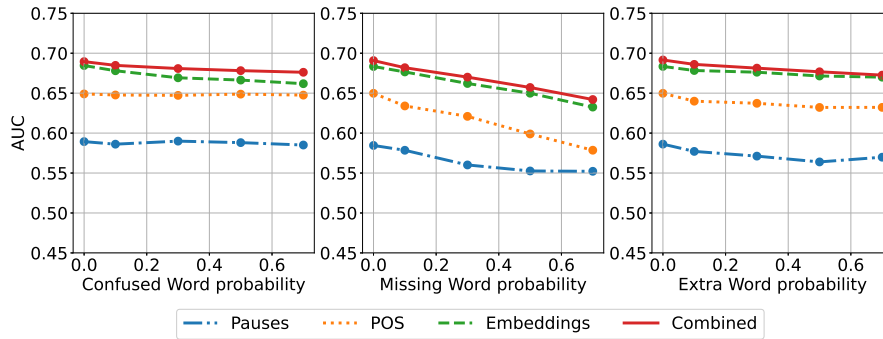 0.75 0.75 0.75
0.70 0.70 0.70
0.65 0.65 0.65
0.60 0.60 0.60
0.55 0.55 0.55
0.50 0.50 0.50
0.45 0.45 0.45
AUC
0.0 0.2 0.4 0.6 0.0 0.2 0.4 0.6 0.0 0.2 0.4 0.6
Confused Word probability Missing Word probability Extra Word probability
Pauses POS Embeddings Combined